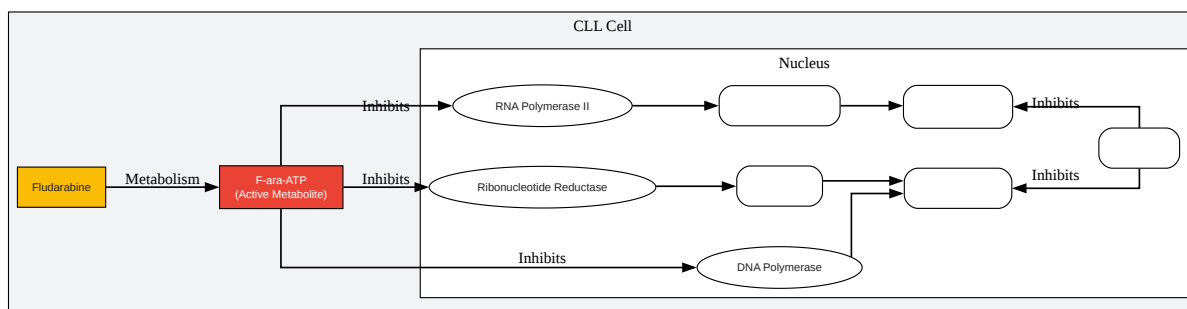 CLL Cell
Nucleus
Inhibits
RNA Polymerase II
Inhibits
Fludarabine
Metabolism
F-ara-ATP
(Active Metabolite)
Inhibits
Ribonucleotide Reductase
Inhibits
Inhibits
DNA Polymerase